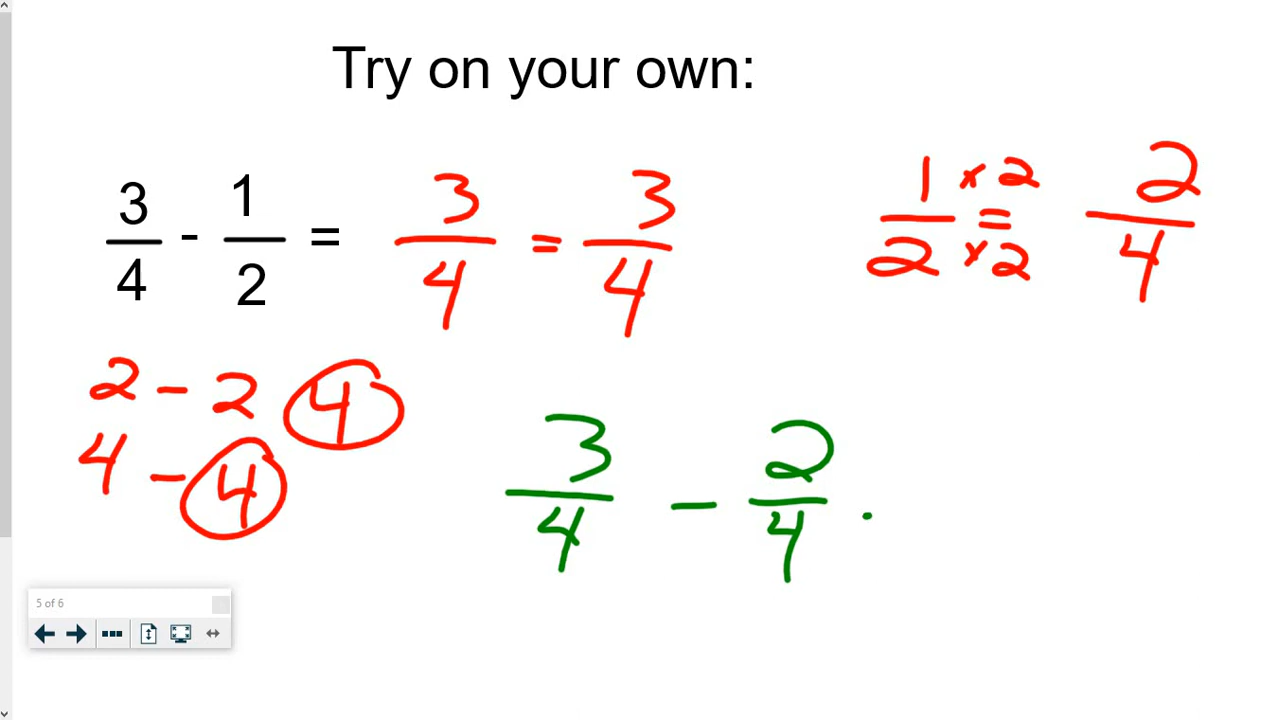 Try on your own:
3/4 - 1/2 = 3/4 = 3/4
1/2 × 2 = × 2 2/4
2 - 2 4
4 - 4
3/4 - 2/4 .
5 of 6